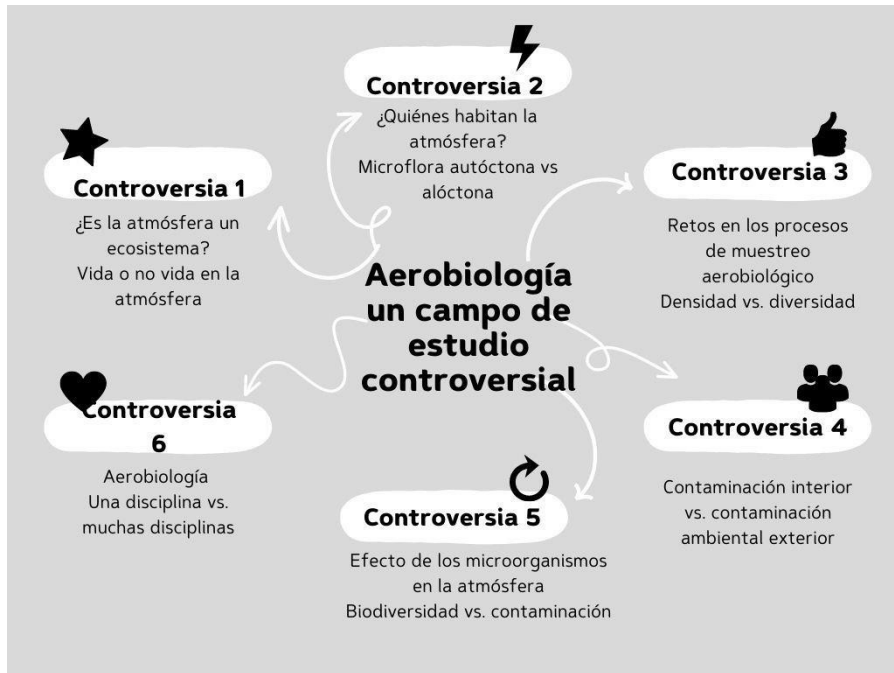 Aerobiología
un campo de
estudio
controversial
Controversia 1
¿Es la atmósfera un
ecosistema?
Vida o no vida en la
atmósfera
Controversia 2
¿Quiénes habitan la
atmósfera?
Microflora autóctona vs
alóctona
Controversia 3
Retos en los procesos
de muestreo
aerobiológico
Densidad vs. diversidad
Controversia 4
Contaminación interior
vs. contaminación
ambiental exterior
Controversia 5
Efecto de los microorganismos
en la atmósfera
Biodiversidad vs. contaminación
Controversia
6
Aerobiología
Una disciplina vs.
muchas disciplinas